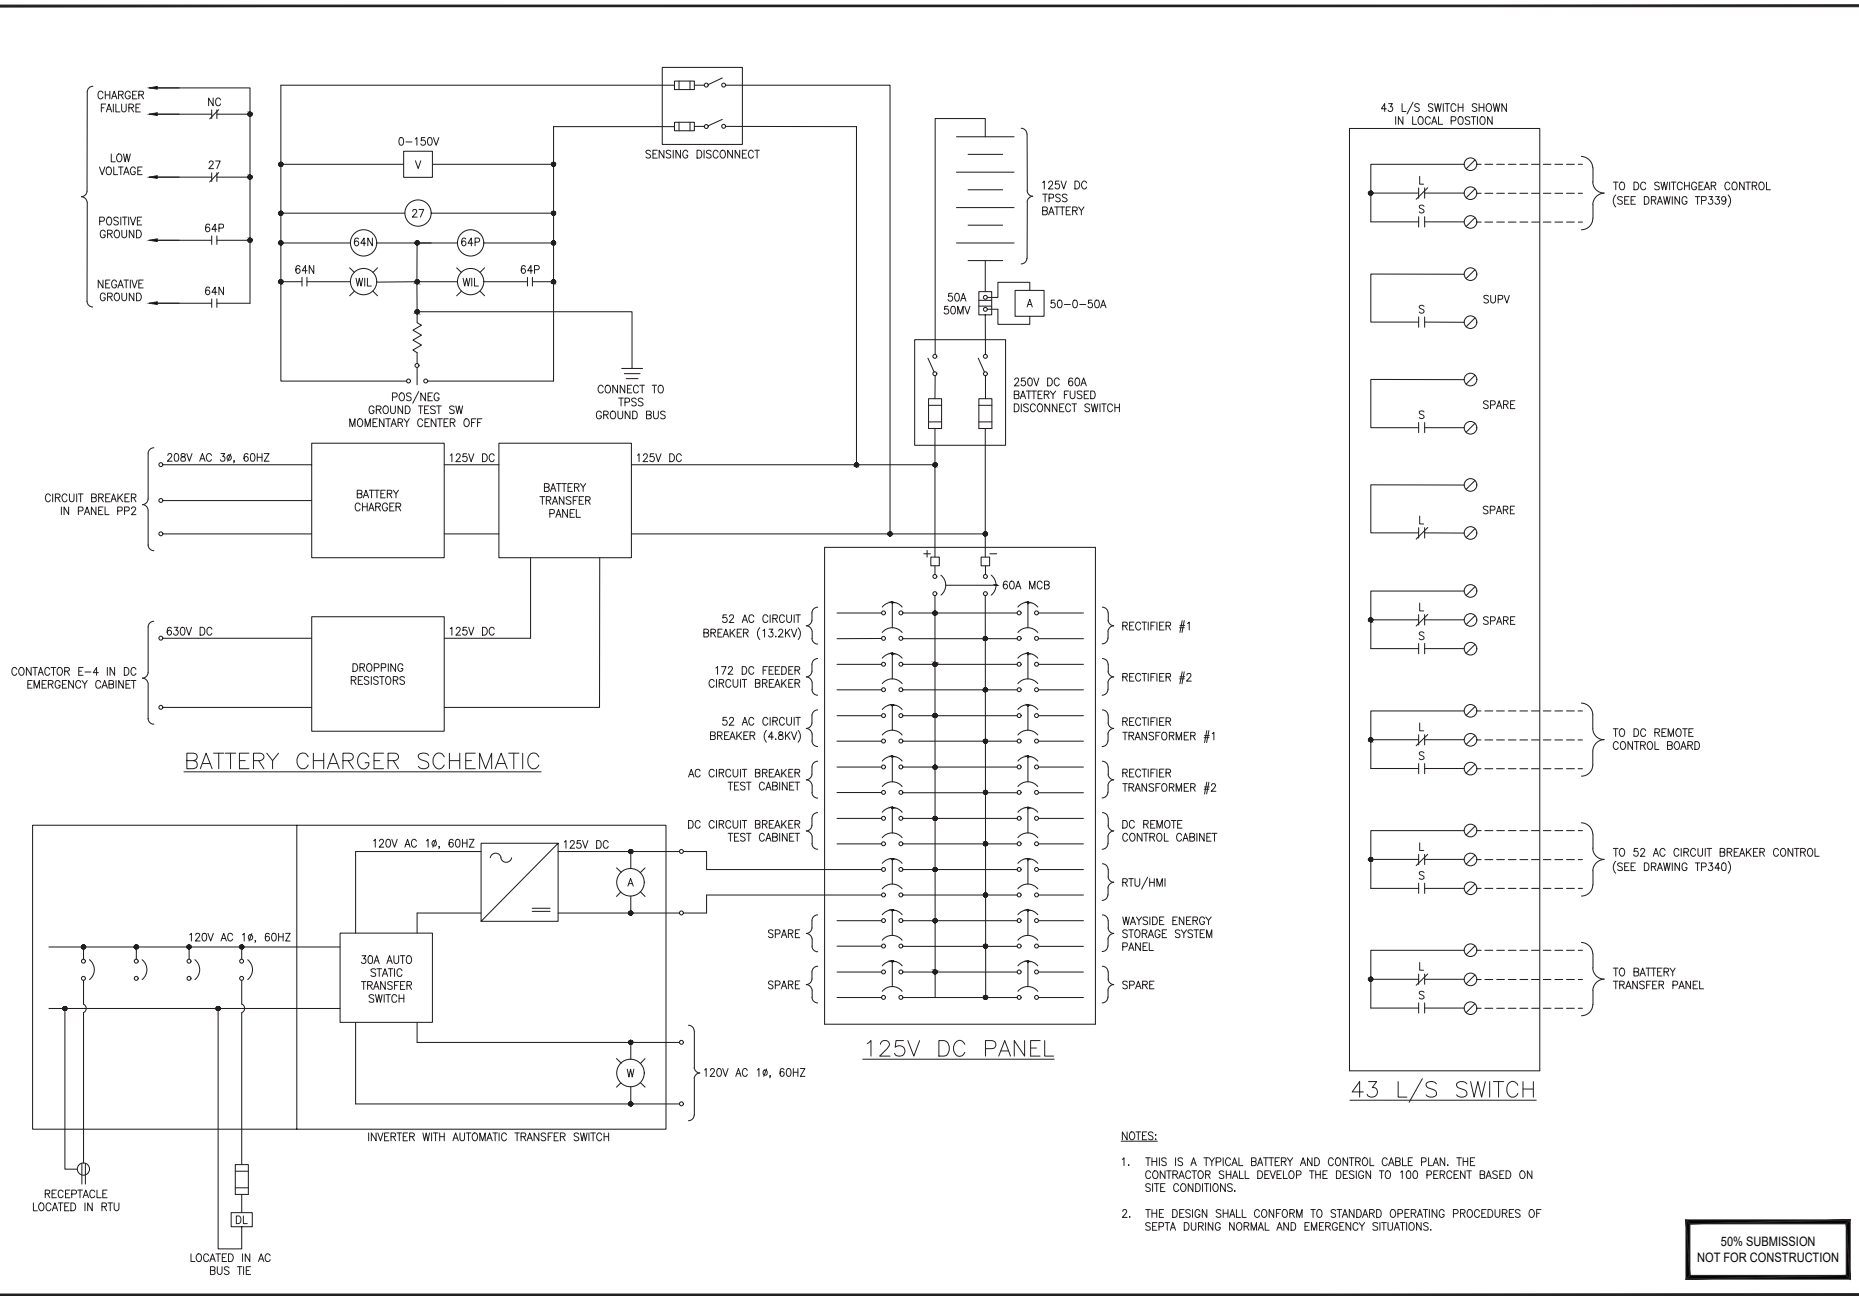 CHARGER
FAILURE
NC
LOW
VOLTAGE
27
POSITIVE
GROUND
64P
NEGATIVE
GROUND
64N
0-150V
V
27
64N
64P
64N
WIL
WIL
64P
POS/NEG
GROUND TEST SW
MOMENTARY CENTER OFF
CONNECT TO
TPSS
GROUND BUS
SENSING DISCONNECT
125V DC
TPSS
BATTERY
50A
50MV
A
50-0-50A
250V DC 60A
BATTERY FUSED
DISCONNECT SWITCH
208V AC 3ø, 60HZ
CIRCUIT BREAKER
IN PANEL PP2
BATTERY
CHARGER
125V DC
BATTERY
TRANSFER
PANEL
125V DC
630V DC
CONTACTOR E-4 IN DC
EMERGENCY CABINET
DROPPING
RESISTORS
125V DC
BATTERY CHARGER SCHEMATIC
+
-
60A MCB
52 AC CIRCUIT
BREAKER (13.2KV)
172 DC FEEDER
CIRCUIT BREAKER
52 AC CIRCUIT
BREAKER (4.8KV)
AC CIRCUIT BREAKER
TEST CABINET
DC CIRCUIT BREAKER
TEST CABINET
SPARE
SPARE
RECTIFIER #1
RECTIFIER #2
RECTIFIER
TRANSFORMER #1
RECTIFIER
TRANSFORMER #2
DC REMOTE
CONTROL CABINET
RTU/HMI
WAYSIDE ENERGY
STORAGE SYSTEM
PANEL
SPARE
125V DC PANEL
120V AC 1ø, 60HZ
125V DC
A
120V AC 1ø, 60HZ
30A AUTO
STATIC
TRANSFER
SWITCH
W
120V AC 1ø, 60HZ
INVERTER WITH AUTOMATIC TRANSFER SWITCH
RECEPTACLE
LOCATED IN RTU
DL
LOCATED IN AC
BUS TIE
43 L/S SWITCH SHOWN
IN LOCAL POSTION
L
S
TO DC SWITCHGEAR CONTROL
(SEE DRAWING TP339)
S
SUPV
S
SPARE
L
SPARE
L
S
SPARE
L
S
TO DC REMOTE
CONTROL BOARD
L
S
TO 52 AC CIRCUIT BREAKER CONTROL
(SEE DRAWING TP340)
L
S
TO BATTERY
TRANSFER PANEL
43 L/S SWITCH
NOTES:
1. THIS IS A TYPICAL BATTERY AND CONTROL CABLE PLAN. THE
CONTRACTOR SHALL DEVELOP THE DESIGN TO 100 PERCENT BASED ON
SITE CONDITIONS.
2. THE DESIGN SHALL CONFORM TO STANDARD OPERATING PROCEDURES OF
SEPTA DURING NORMAL AND EMERGENCY SITUATIONS.
50% SUBMISSION
NOT FOR CONSTRUCTION